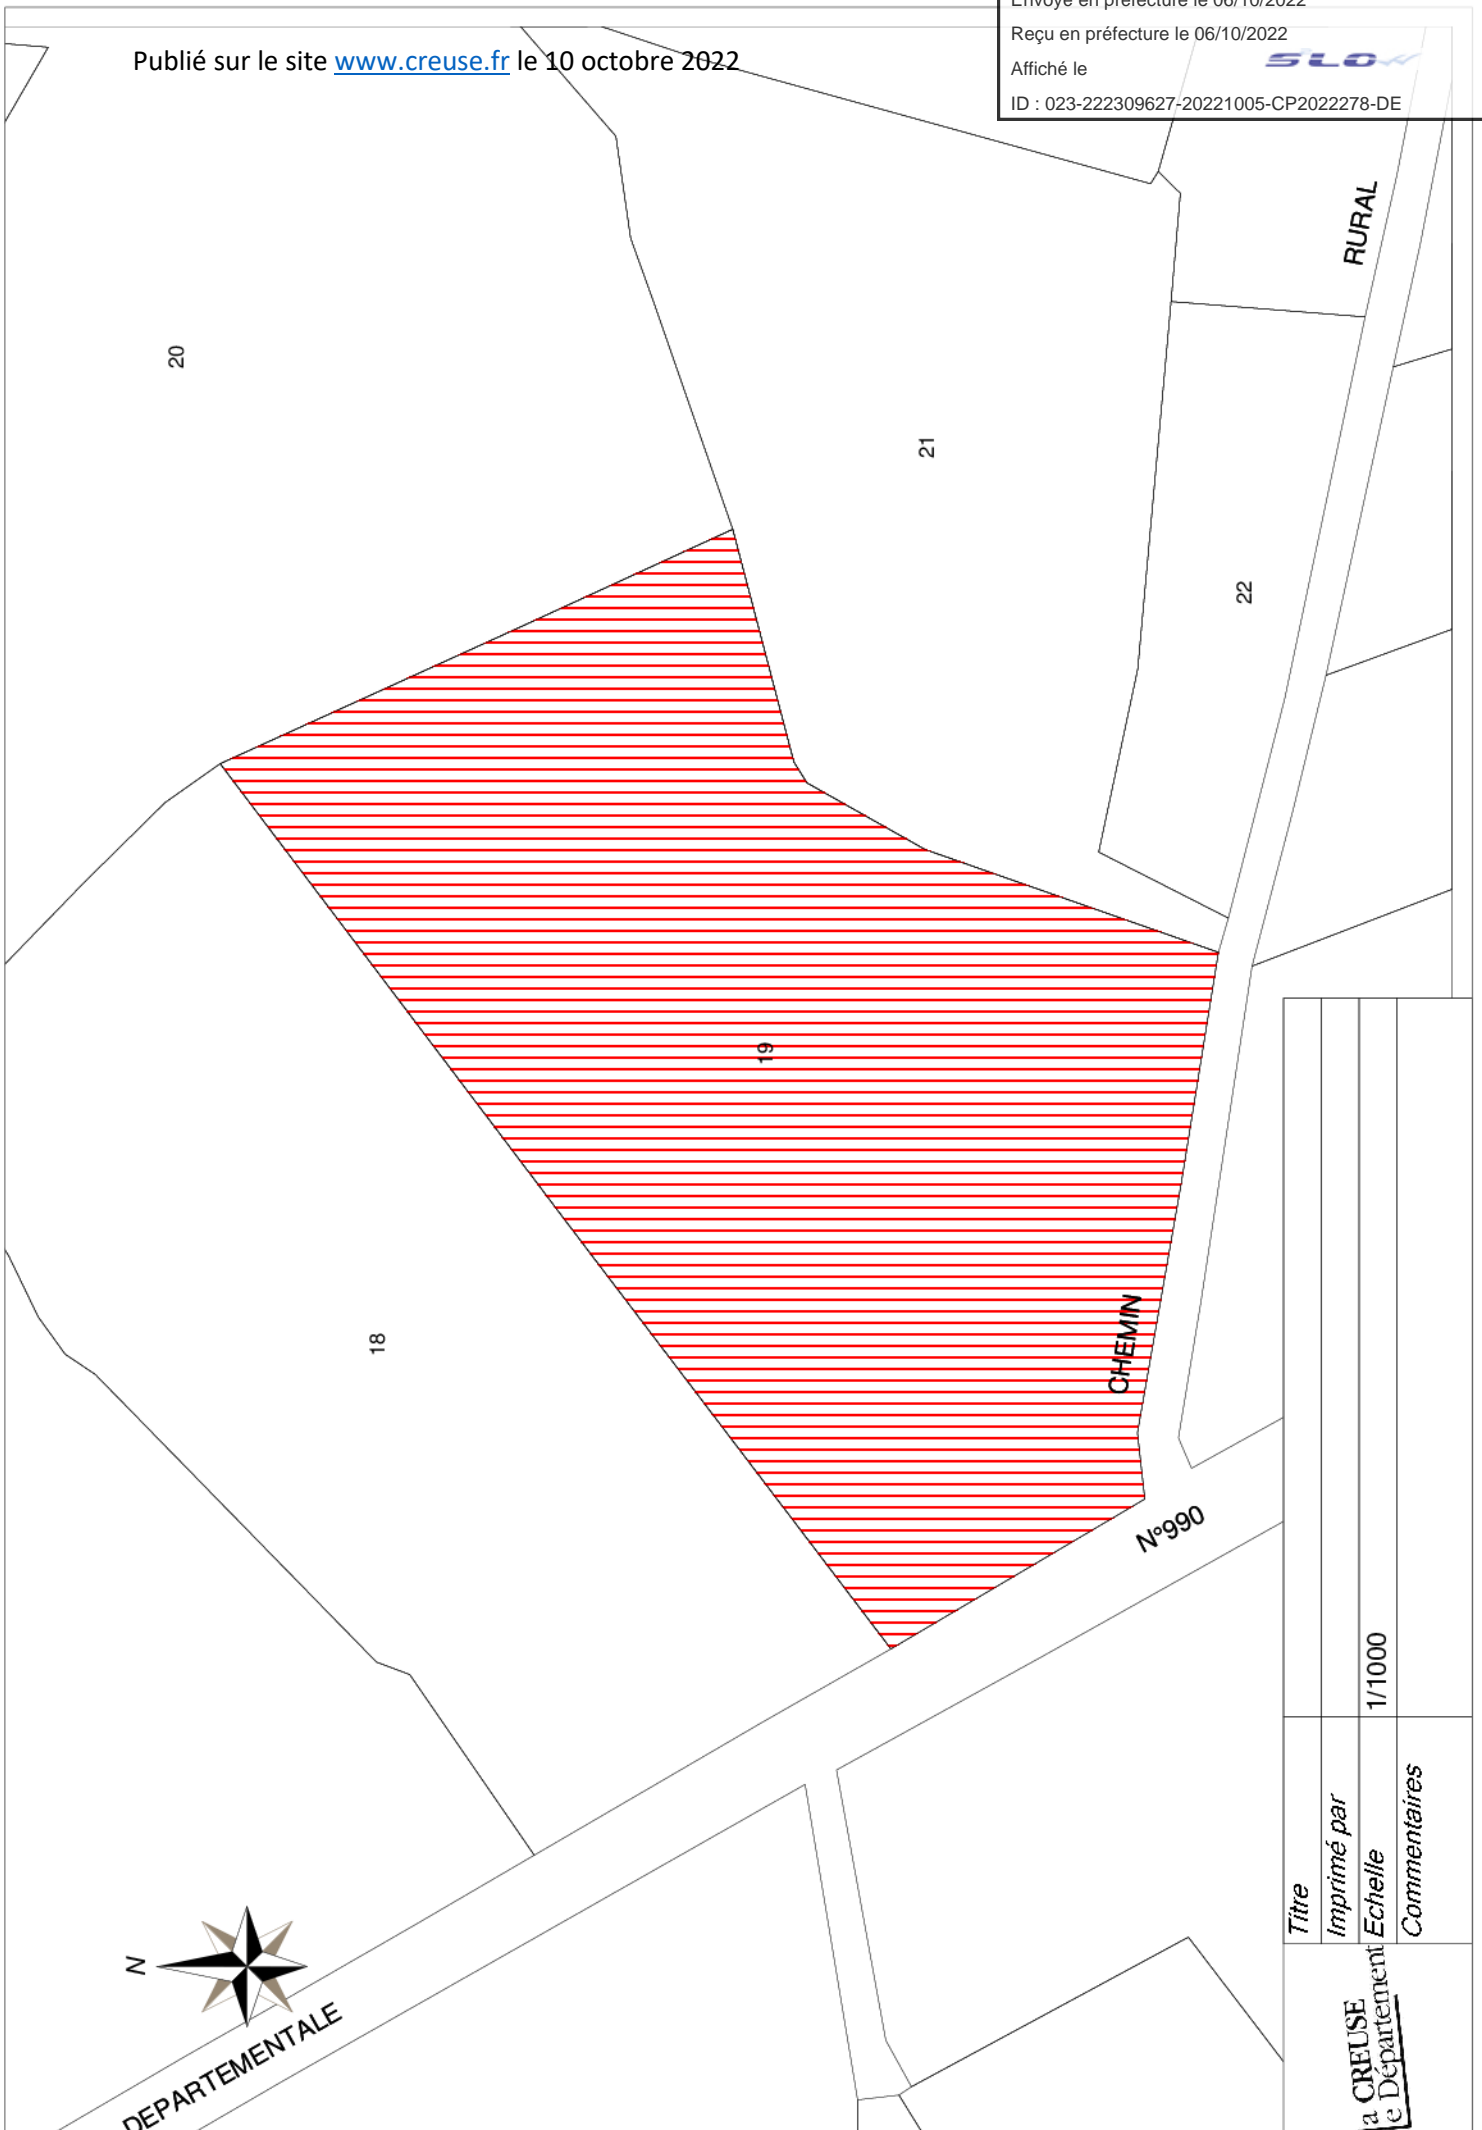 Envoyé en préfecture le 06/10/2022
Reçu en préfecture le 06/10/2022
Affiché le
SLOW
ID : 023-222309627-20221005-CP2022278-DE
Publié sur le site www.creuse.fr le 10 octobre 2022
RURAL
20
21
22
19
18
CHEMIN
N°990
N
DEPARTEMENTALE
Titre
Imprimé par
Echelle 1/1000
Commentaires
a CREUSE
e Département